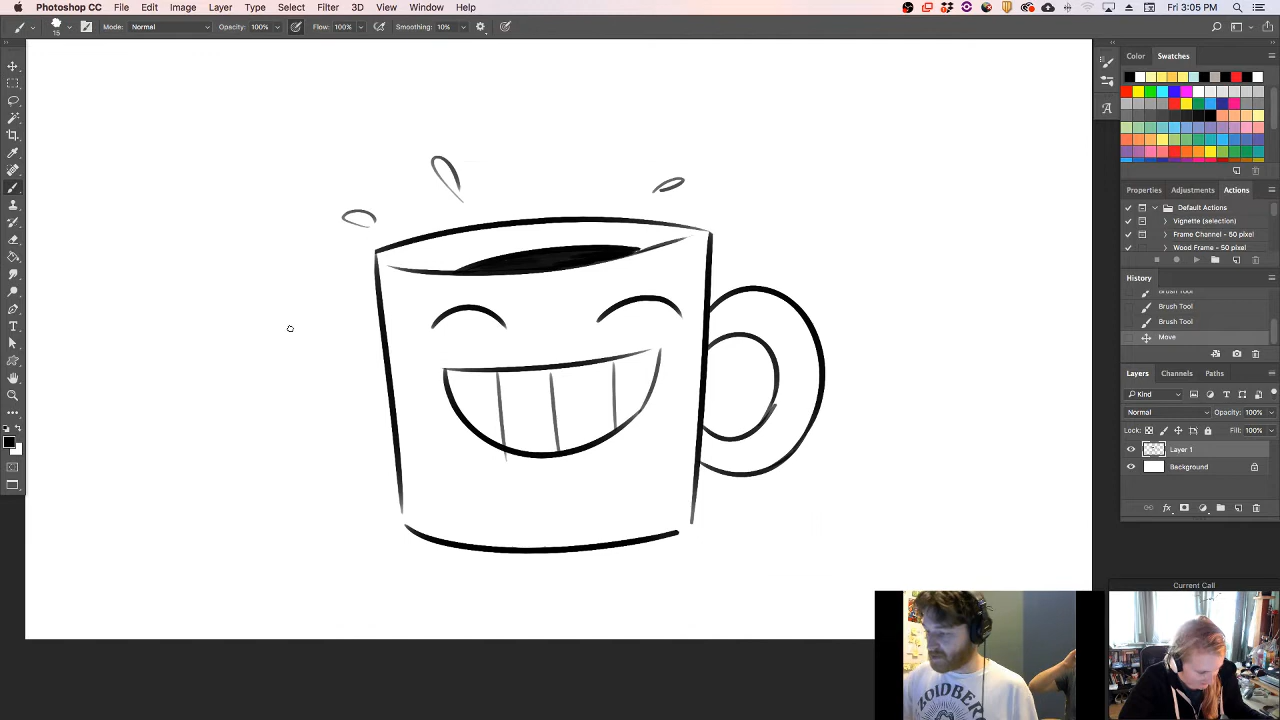 Photoshop CC File Edit Image Layer Type Select Filter 3D View Window Help Fri 3:05 PM
15 Mode: Normal Opacity: 100% Flow: 100% Smoothing: 10%
Color Swatches
Properties Adjustments Actions
Default Actions
Vignette (selection)
Frame Channel - 50 pixel
Wood Frame - 50 pixel
History
Brush Tool
Brush Tool
Brush Tool
Move
Layers Channels Paths
Kind
Normal Opacity: 100%
Lock: Fill: 100%
Layer 1
Background
Current Call
ZOIDBERG